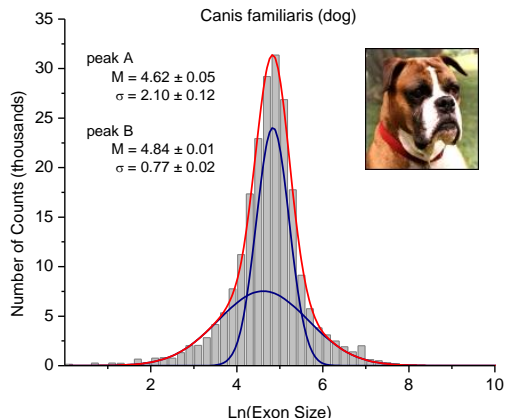 Canis familiaris (dog)
peak A
M = 4.62 ± 0.05
σ = 2.10 ± 0.12
peak B
M = 4.84 ± 0.01
σ = 0.77 ± 0.02
Number of Counts (thousands)
35
30
25
20
15
10
5
0
2 4 6 8 10
Ln(Exon Size)